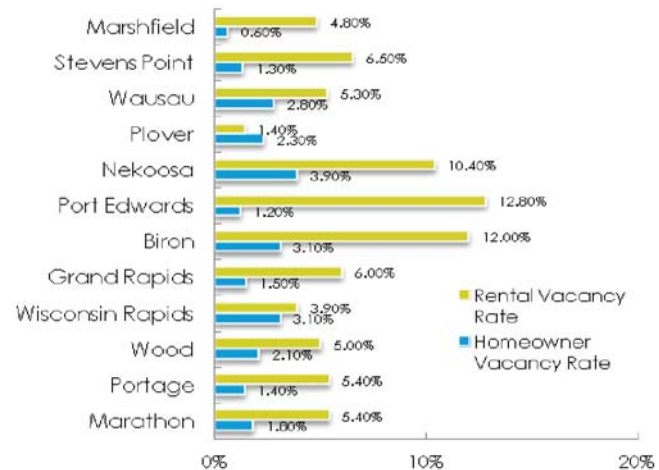 Marshfield
4.80%
0.60%
Stevens Point
6.50%
1.30%
Wausau
5.30%
2.80%
Plover
1.40%
2.30%
Nekoosa
10.40%
3.90%
Port Edwards
12.80%
1.20%
Biron
12.00%
3.10%
Grand Rapids
6.00%
1.50%
Wisconsin Rapids
3.90%
3.10%
Wood
5.00%
2.10%
Portage
5.40%
1.40%
Marathon
5.40%
1.80%
Rental Vacancy
Rate
Homeowner
Vacancy Rate
0% 10% 20%